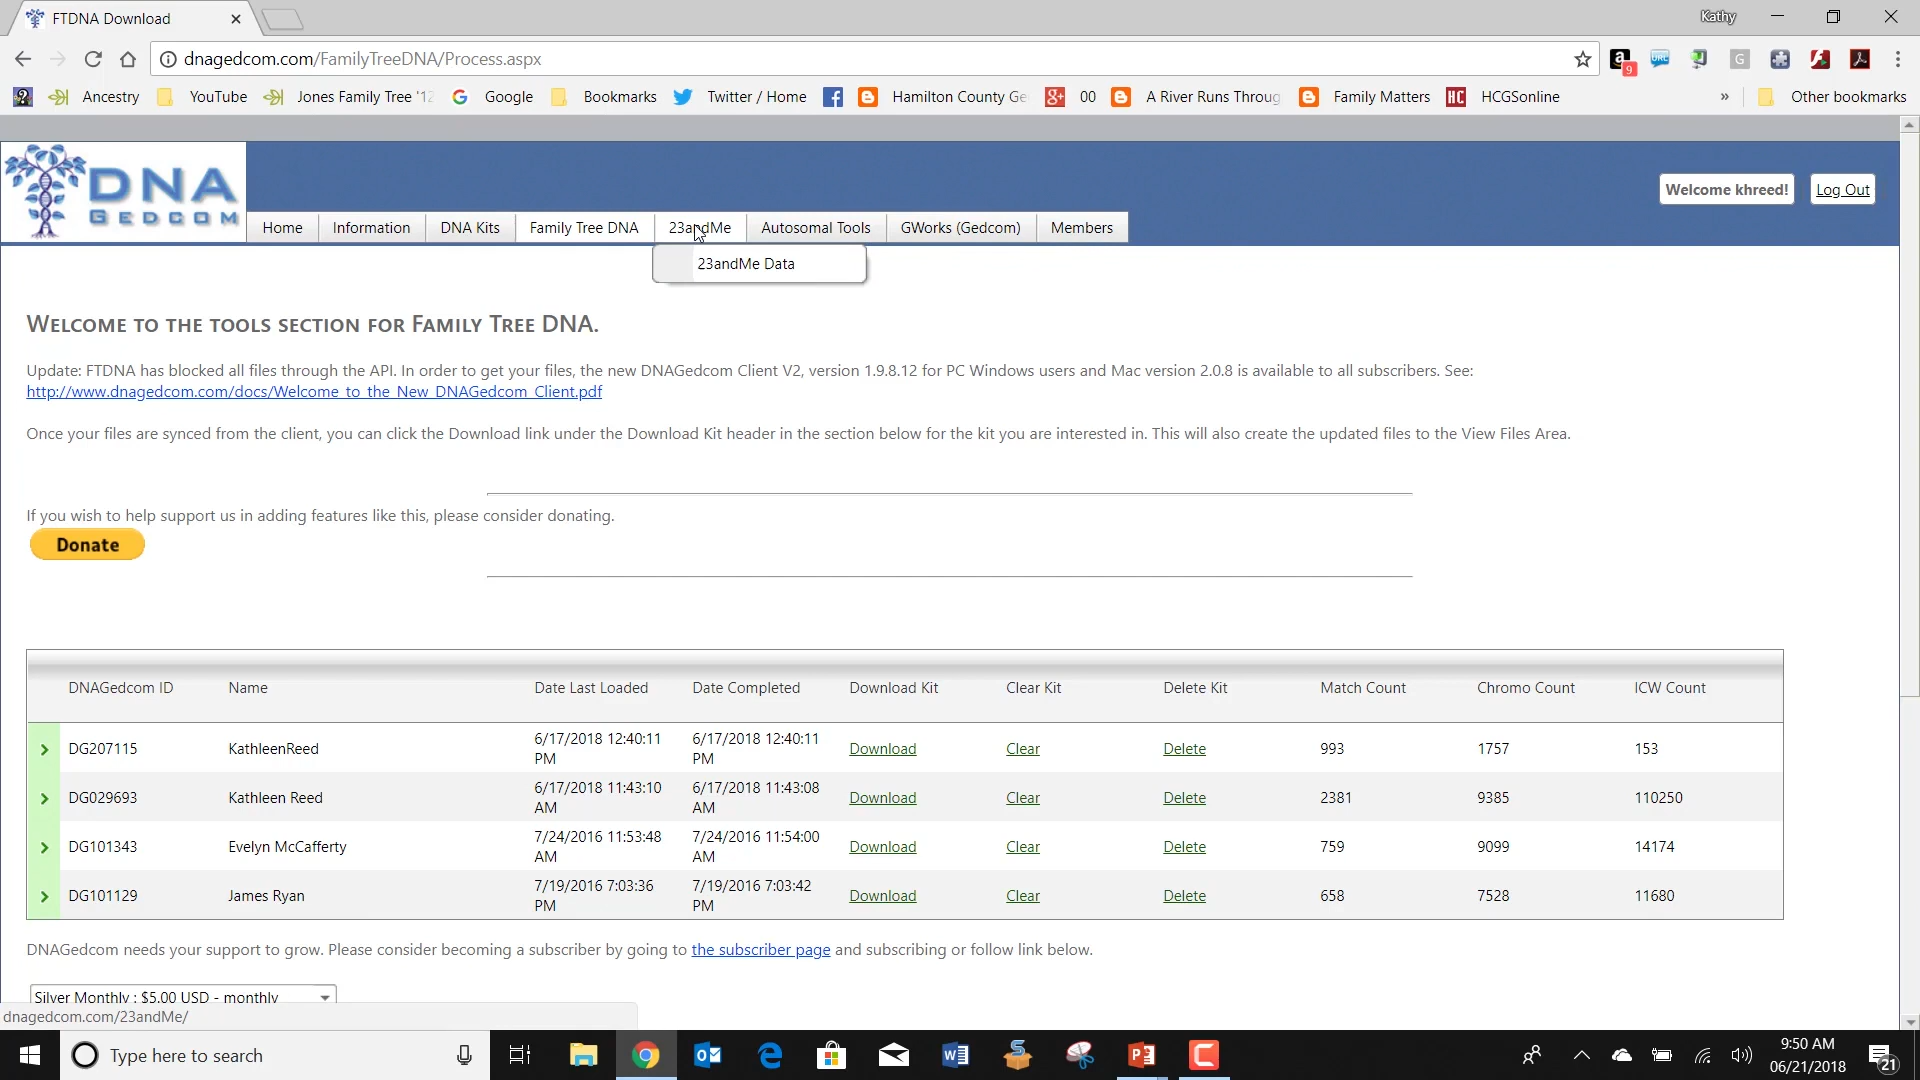 FTDNA Download
Kathy
dnagedcom.com/FamilyTreeDNA/Process.aspx
9
URL
G
Ancestry
YouTube
Jones Family Tree '12
Google
Bookmarks
Twitter / Home
Hamilton County Ge
00
A River Runs Throug
Family Matters
HC
HCGSonline
»
Other bookmarks
DNA
GEDCOM
Welcome khreed!
Log Out
Home
Information
DNA Kits
Family Tree DNA
23andMe
Autosomal Tools
GWorks (Gedcom)
Members
23andMe Data
Welcome to the tools section for Family Tree DNA.
Update: FTDNA has blocked all files through the API. In order to get your files, the new DNAGedcom Client V2, version 1.9.8.12 for PC Windows users and Mac version 2.0.8 is available to all subscribers. See:
http://www.dnagedcom.com/docs/Welcome_to_the_New_DNAGedcom_Client.pdf
Once your files are synced from the client, you can click the Download link under the Download Kit header in the section below for the kit you are interested in. This will also create the updated files to the View Files Area.
If you wish to help support us in adding features like this, please consider donating.
Donate
DNAGedcom ID Name Date Last Loaded Date Completed Download Kit Clear Kit Delete Kit Match Count Chromo Count ICW Count
DG207115 KathleenReed 6/17/2018 12:40:11 PM 6/17/2018 12:40:11 PM Download Clear Delete 993 1757 153
DG029693 Kathleen Reed 6/17/2018 11:43:10 AM 6/17/2018 11:43:08 AM Download Clear Delete 2381 9385 110250
DG101343 Evelyn McCafferty 7/24/2016 11:53:48 AM 7/24/2016 11:54:00 AM Download Clear Delete 759 9099 14174
DG101129 James Ryan 7/19/2016 7:03:36 PM 7/19/2016 7:03:42 PM Download Clear Delete 658 7528 11680
DNAGedcom needs your support to grow. Please consider becoming a subscriber by going to the subscriber page and subscribing or follow link below.
Silver Monthly : $5.00 USD - monthly
dnagedcom.com/23andMe/
Type here to search
9:50 AM
06/21/2018
21